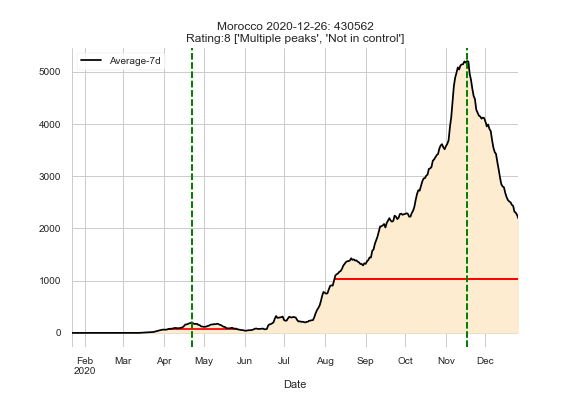 Morocco 2020-12-26: 430562
Rating:8 ['Multiple peaks', 'Not in control']
Average-7d
5000
4000
3000
2000
1000
0
Feb Mar Apr May Jun Jul Aug Sep Oct Nov Dec
2020
Date